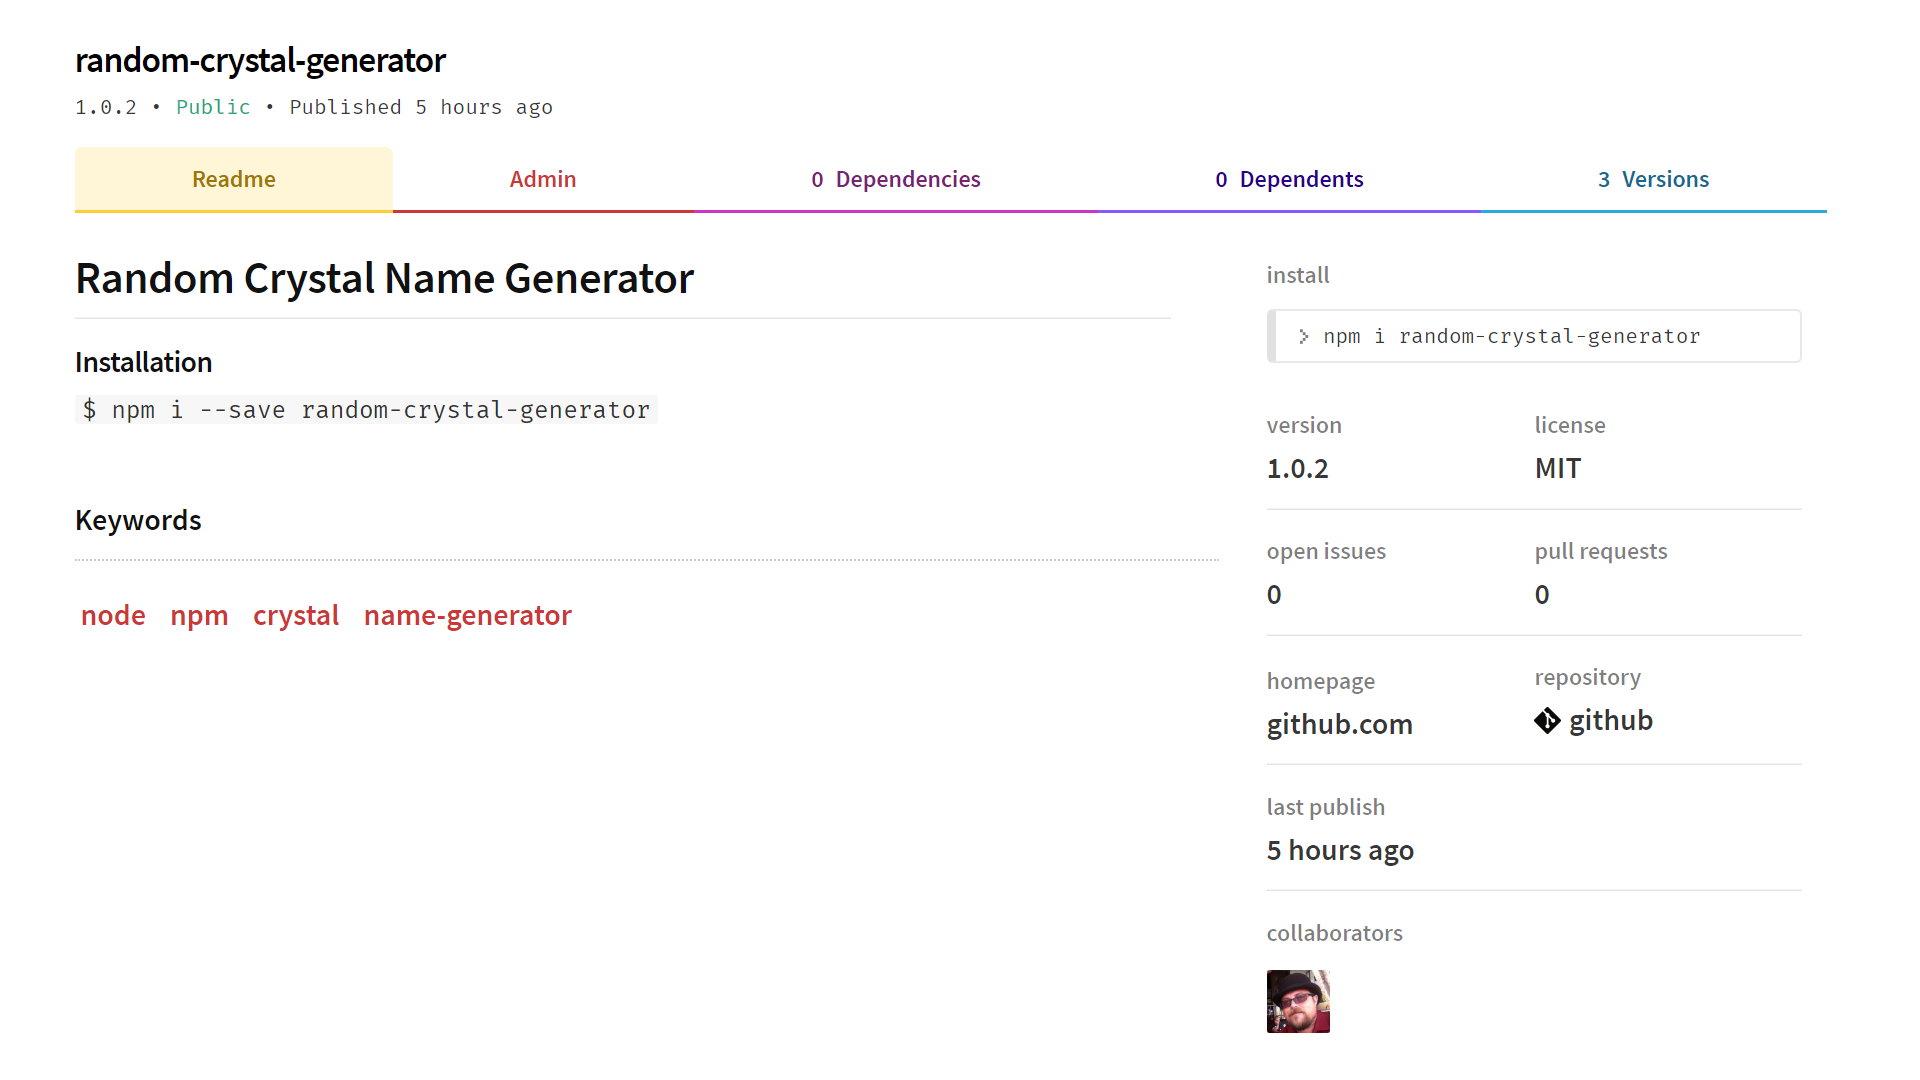 random-crystal-generator
1.0.2 • Public • Published 5 hours ago
Readme
Admin
0 Dependencies
0 Dependents
3 Versions
Random Crystal Name Generator
Installation
$ npm i --save random-crystal-generator
Keywords
node npm crystal name-generator
install
> npm i random-crystal-generator
version
1.0.2
license
MIT
open issues
0
pull requests
0
homepage
github.com
repository
github
last publish
5 hours ago
collaborators